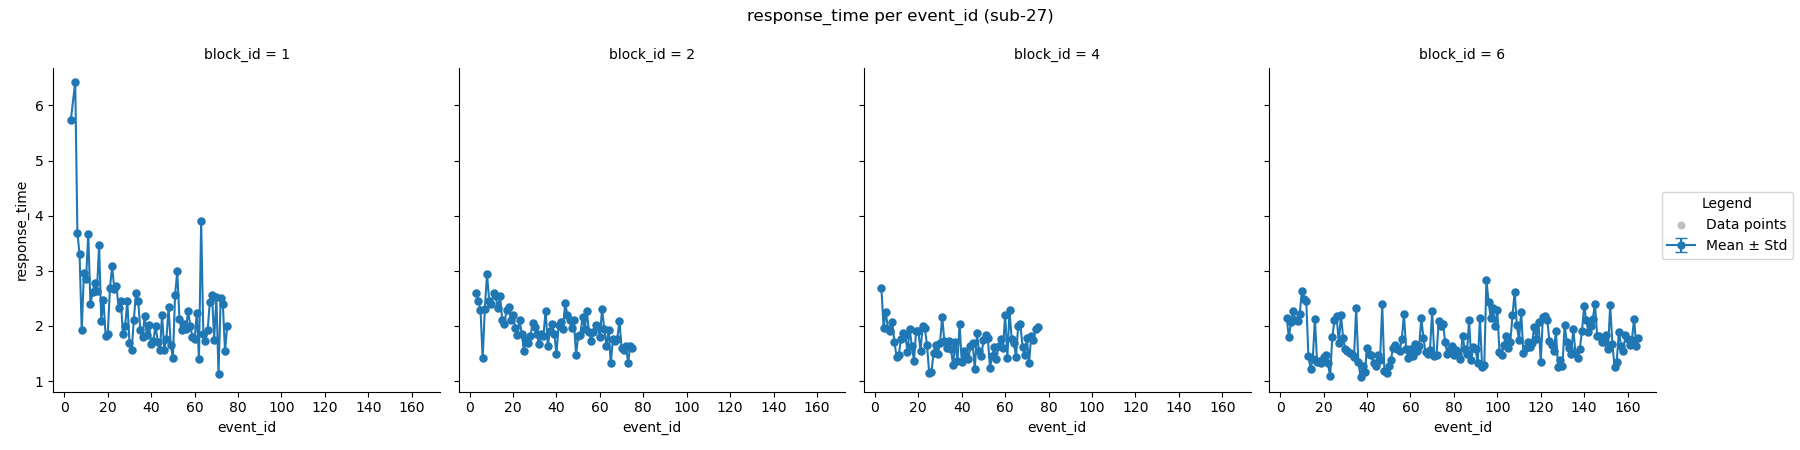 response_time per event_id (sub-27)
block_id = 1
block_id = 2
block_id = 4
block_id = 6
response_time
6
5
4
3
2
1
0 20 40 60 80 100 120 140 160
0 20 40 60 80 100 120 140 160
0 20 40 60 80 100 120 140 160
0 20 40 60 80 100 120 140 160
event_id
event_id
event_id
event_id
Legend
Data points
Mean ± Std